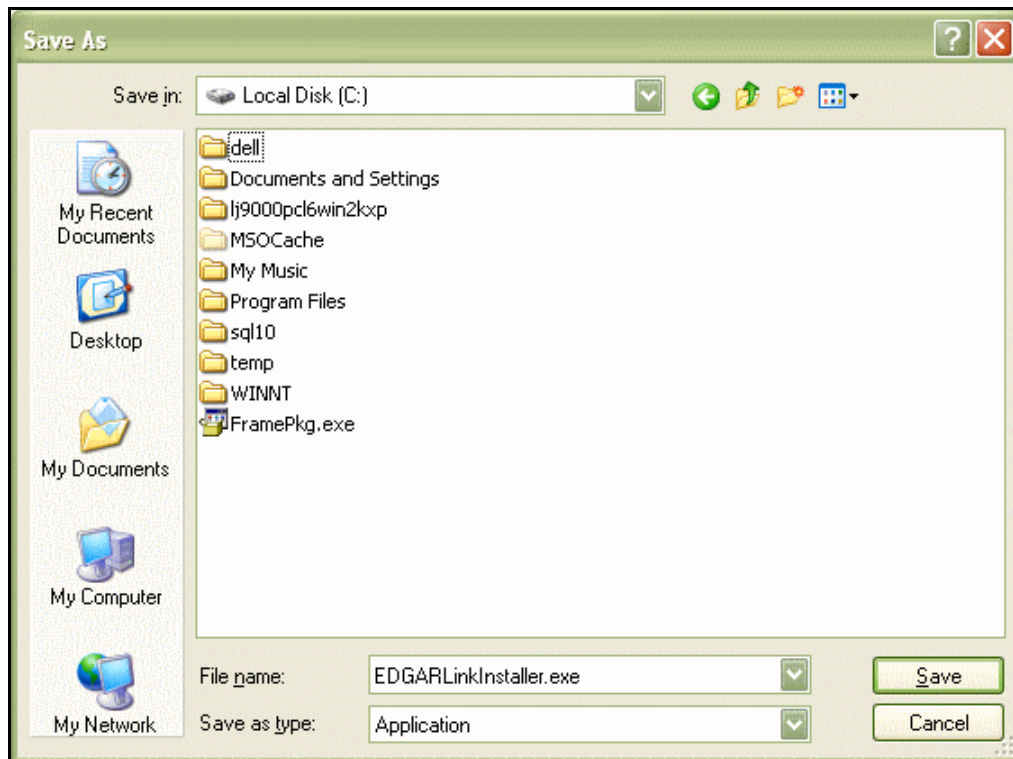 Save As
Save in:
Local Disk (C:)
My Recent
Documents
Desktop
My Documents
My Computer
My Network
dell
Documents and Settings
lj9000pcl6win2kxp
MSOCache
My Music
Program Files
sql10
temp
WINNT
FramePkg.exe
File name:
EDGARLinkInstaller.exe
Save
Save as type:
Application
Cancel